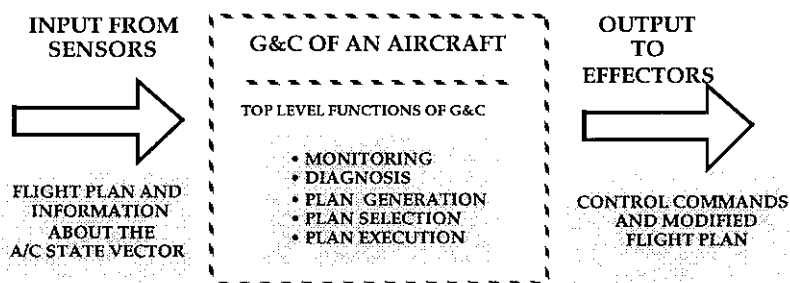 INPUT FROM
SENSORS
FLIGHT PLAN AND
INFORMATION
ABOUT THE
A/C STATE VECTOR
G&C OF AN AIRCRAFT
TOP LEVEL FUNCTIONS OF G&C
• MONITORING
• DIAGNOSIS
• PLAN GENERATION
• PLAN SELECTION
• PLAN EXECUTION
OUTPUT
TO
EFFECTORS
CONTROL COMMANDS
AND MODIFIED
FLIGHT PLAN